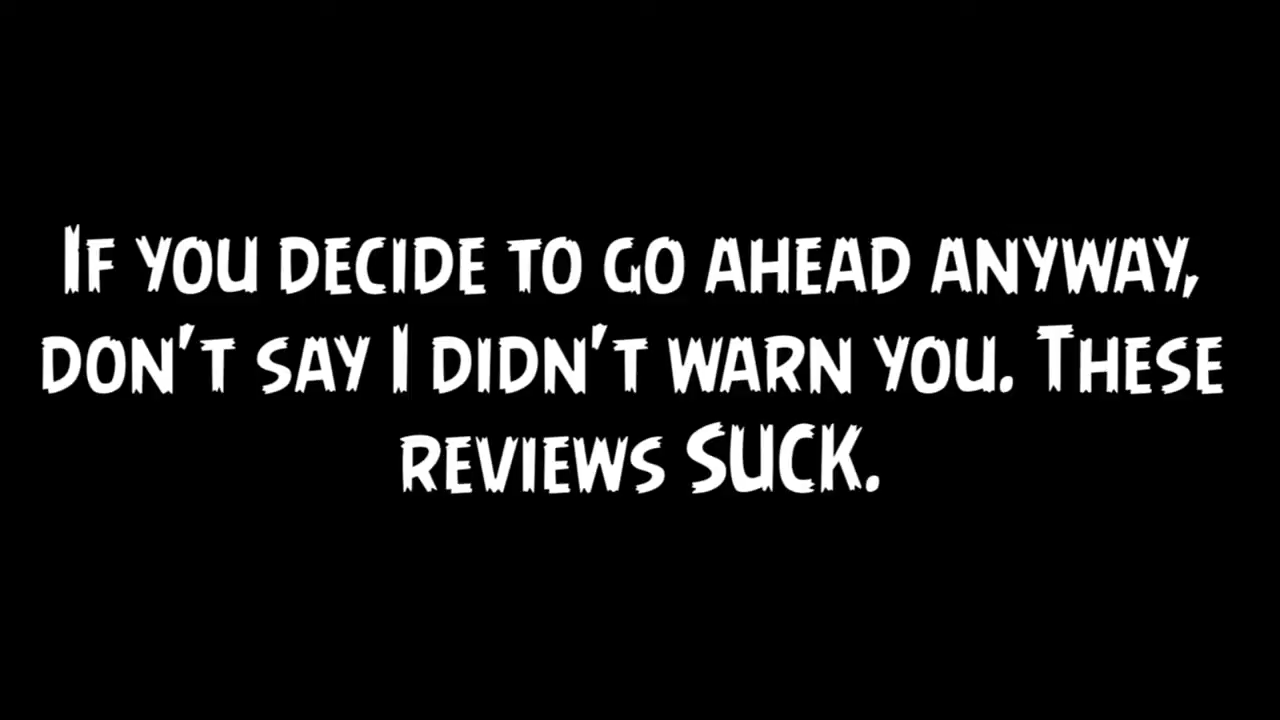 If you decide to go ahead anyway,
don't say I didn't warn you. These
reviews SUCK.